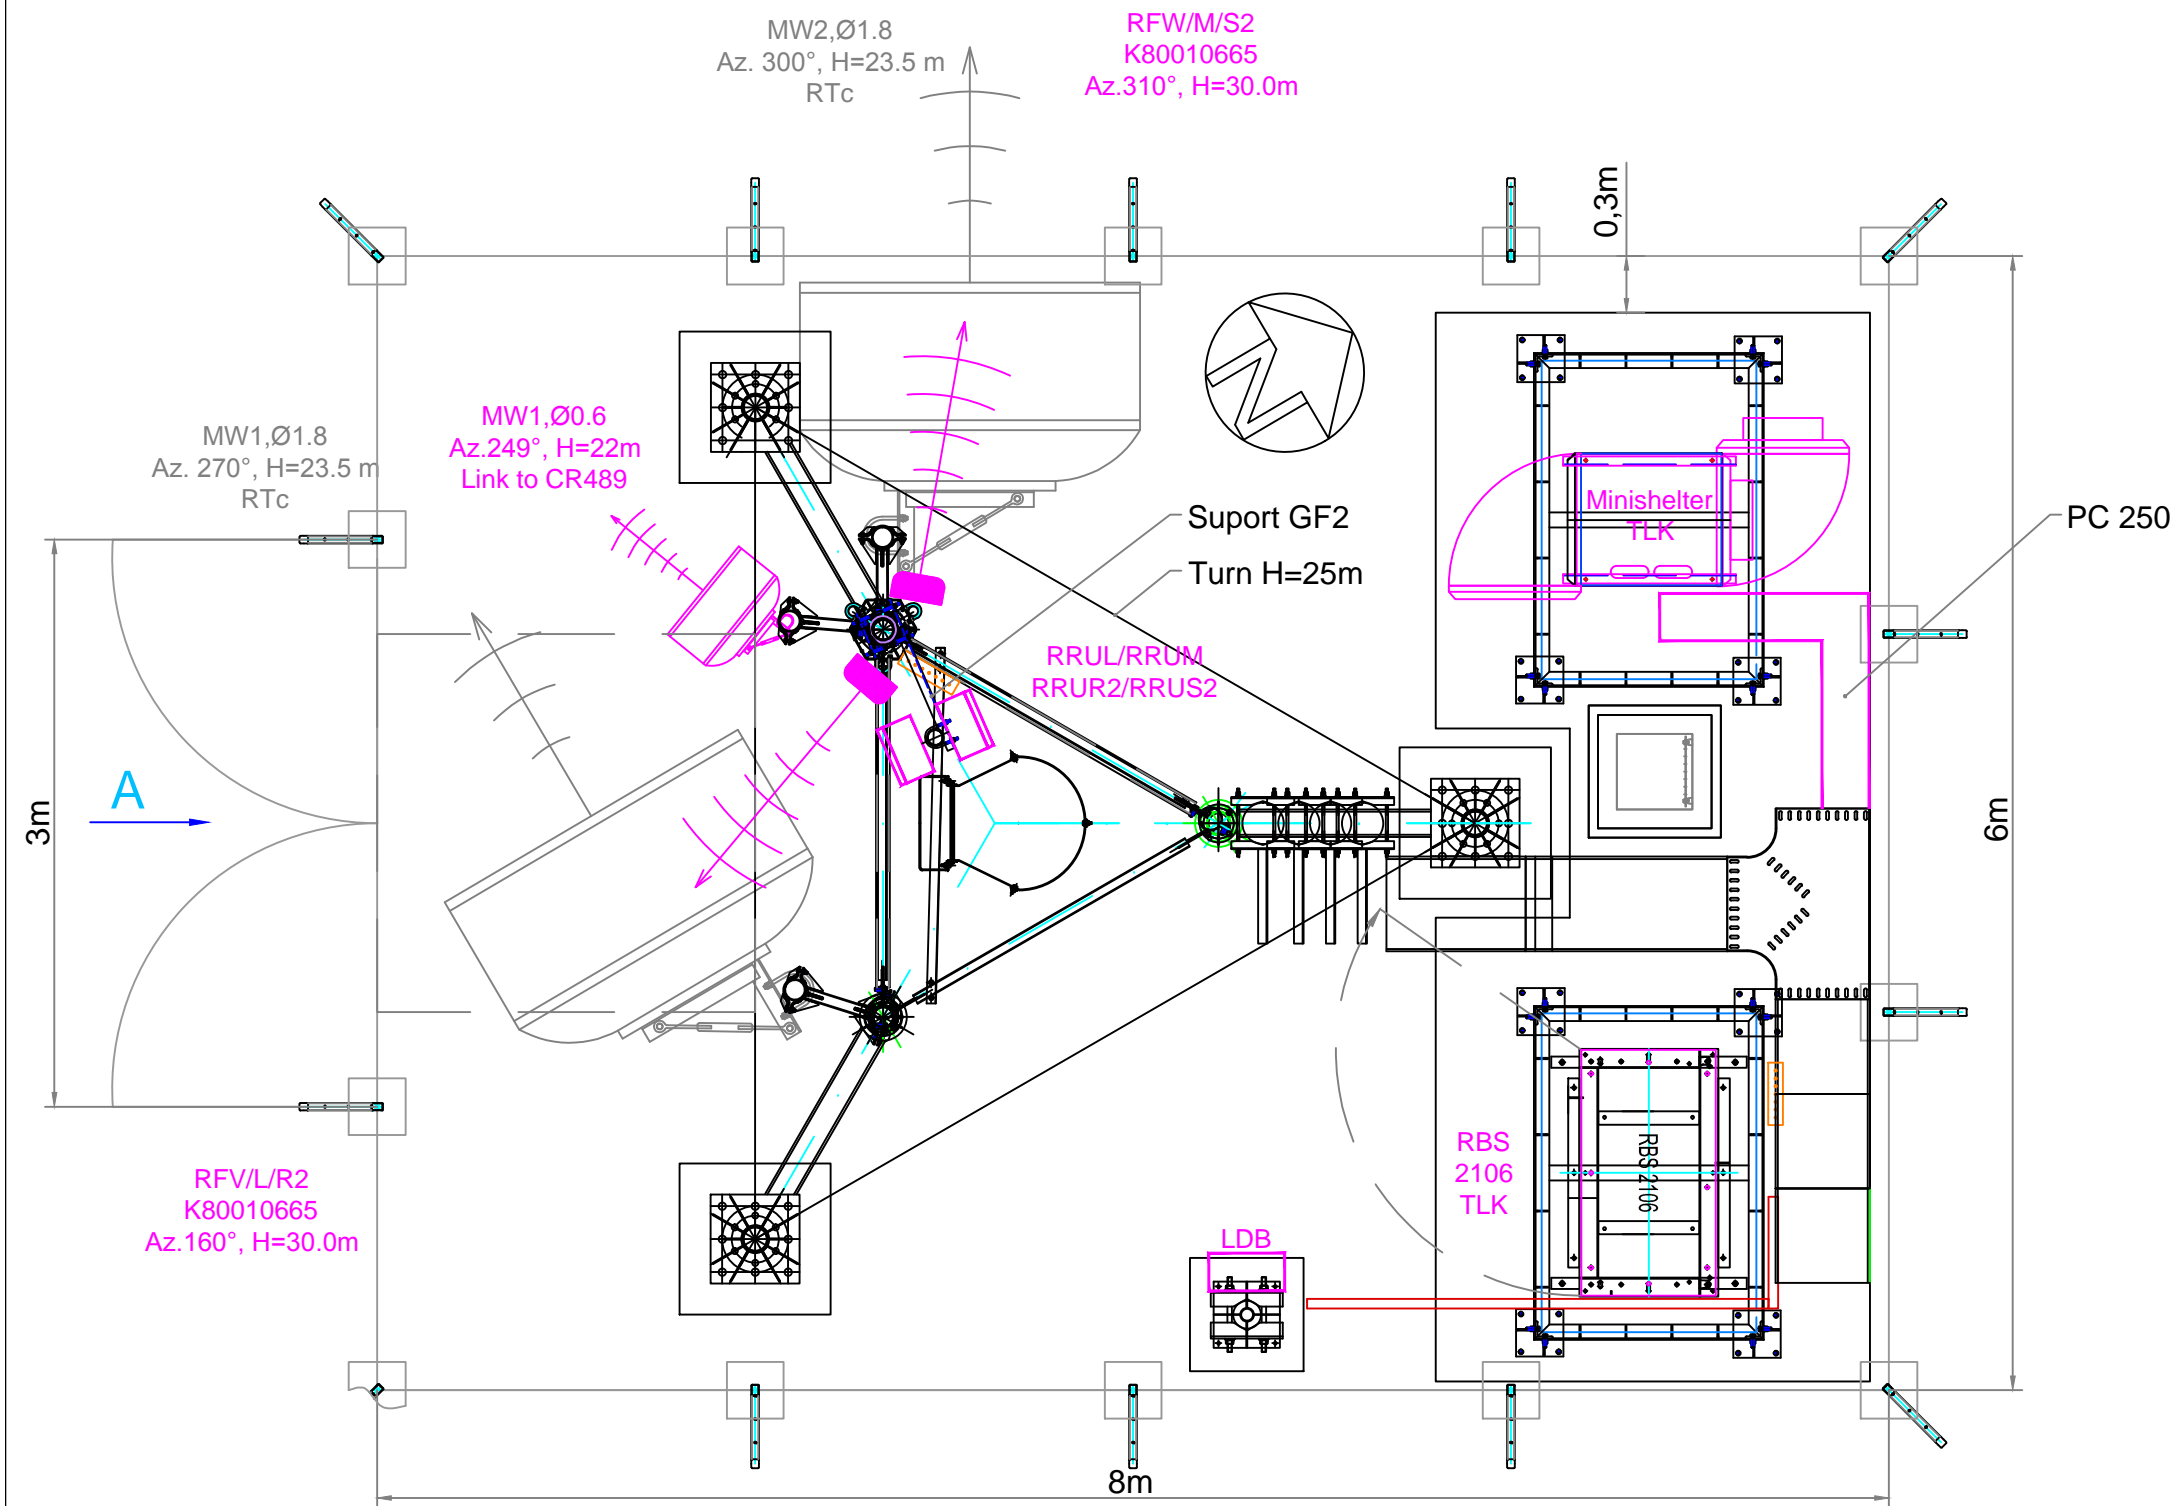 MW2,Ø1.8
Az. 300°, H=23.5 m
RTc
RFW/M/S2
K80010665
Az.310°, H=30.0m
0,3m
MW1,Ø1.8
Az. 270°, H=23.5 m
RTc
MW1,Ø0.6
Az.249°, H=22m
Link to CR489
N
Suport GF2
Turn H=25m
Minishelter
TLK
PC 250
RRUL/RRUM
RRUR2/RRUS2
A
3m
6m
RBS
2106
TLK
RBS 2106
RFV/L/R2
K80010665
Az.160°, H=30.0m
LDB
8m